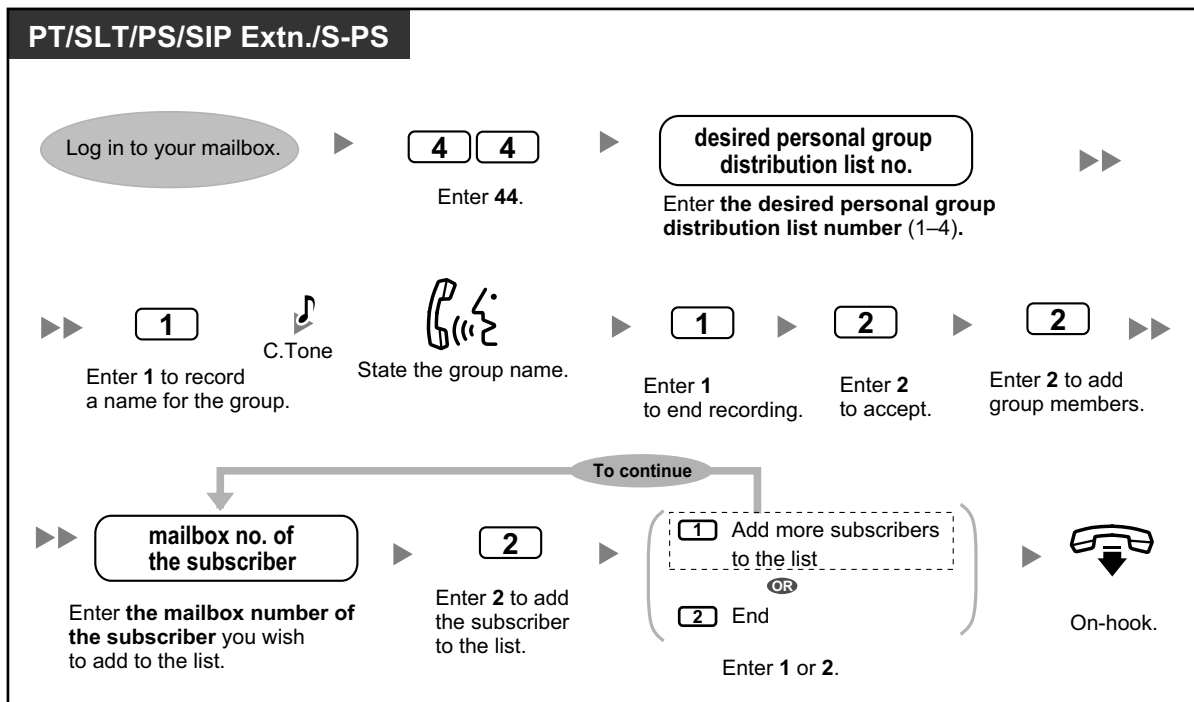 PT/SLT/PS/SIP Extn./S-PS
Log in to your mailbox.
4 4
Enter 44.
desired personal group
distribution list no.
Enter the desired personal group
distribution list number (1–4).
1
Enter 1 to record
a name for the group.
C.Tone
State the group name.
1
Enter 1
to end recording.
2
Enter 2
to accept.
2
Enter 2 to add
group members.
To continue
mailbox no. of
the subscriber
Enter the mailbox number of
the subscriber you wish
to add to the list.
2
Enter 2 to add
the subscriber
to the list.
1 Add more subscribers
to the list
OR
2 End
Enter 1 or 2.
On-hook.